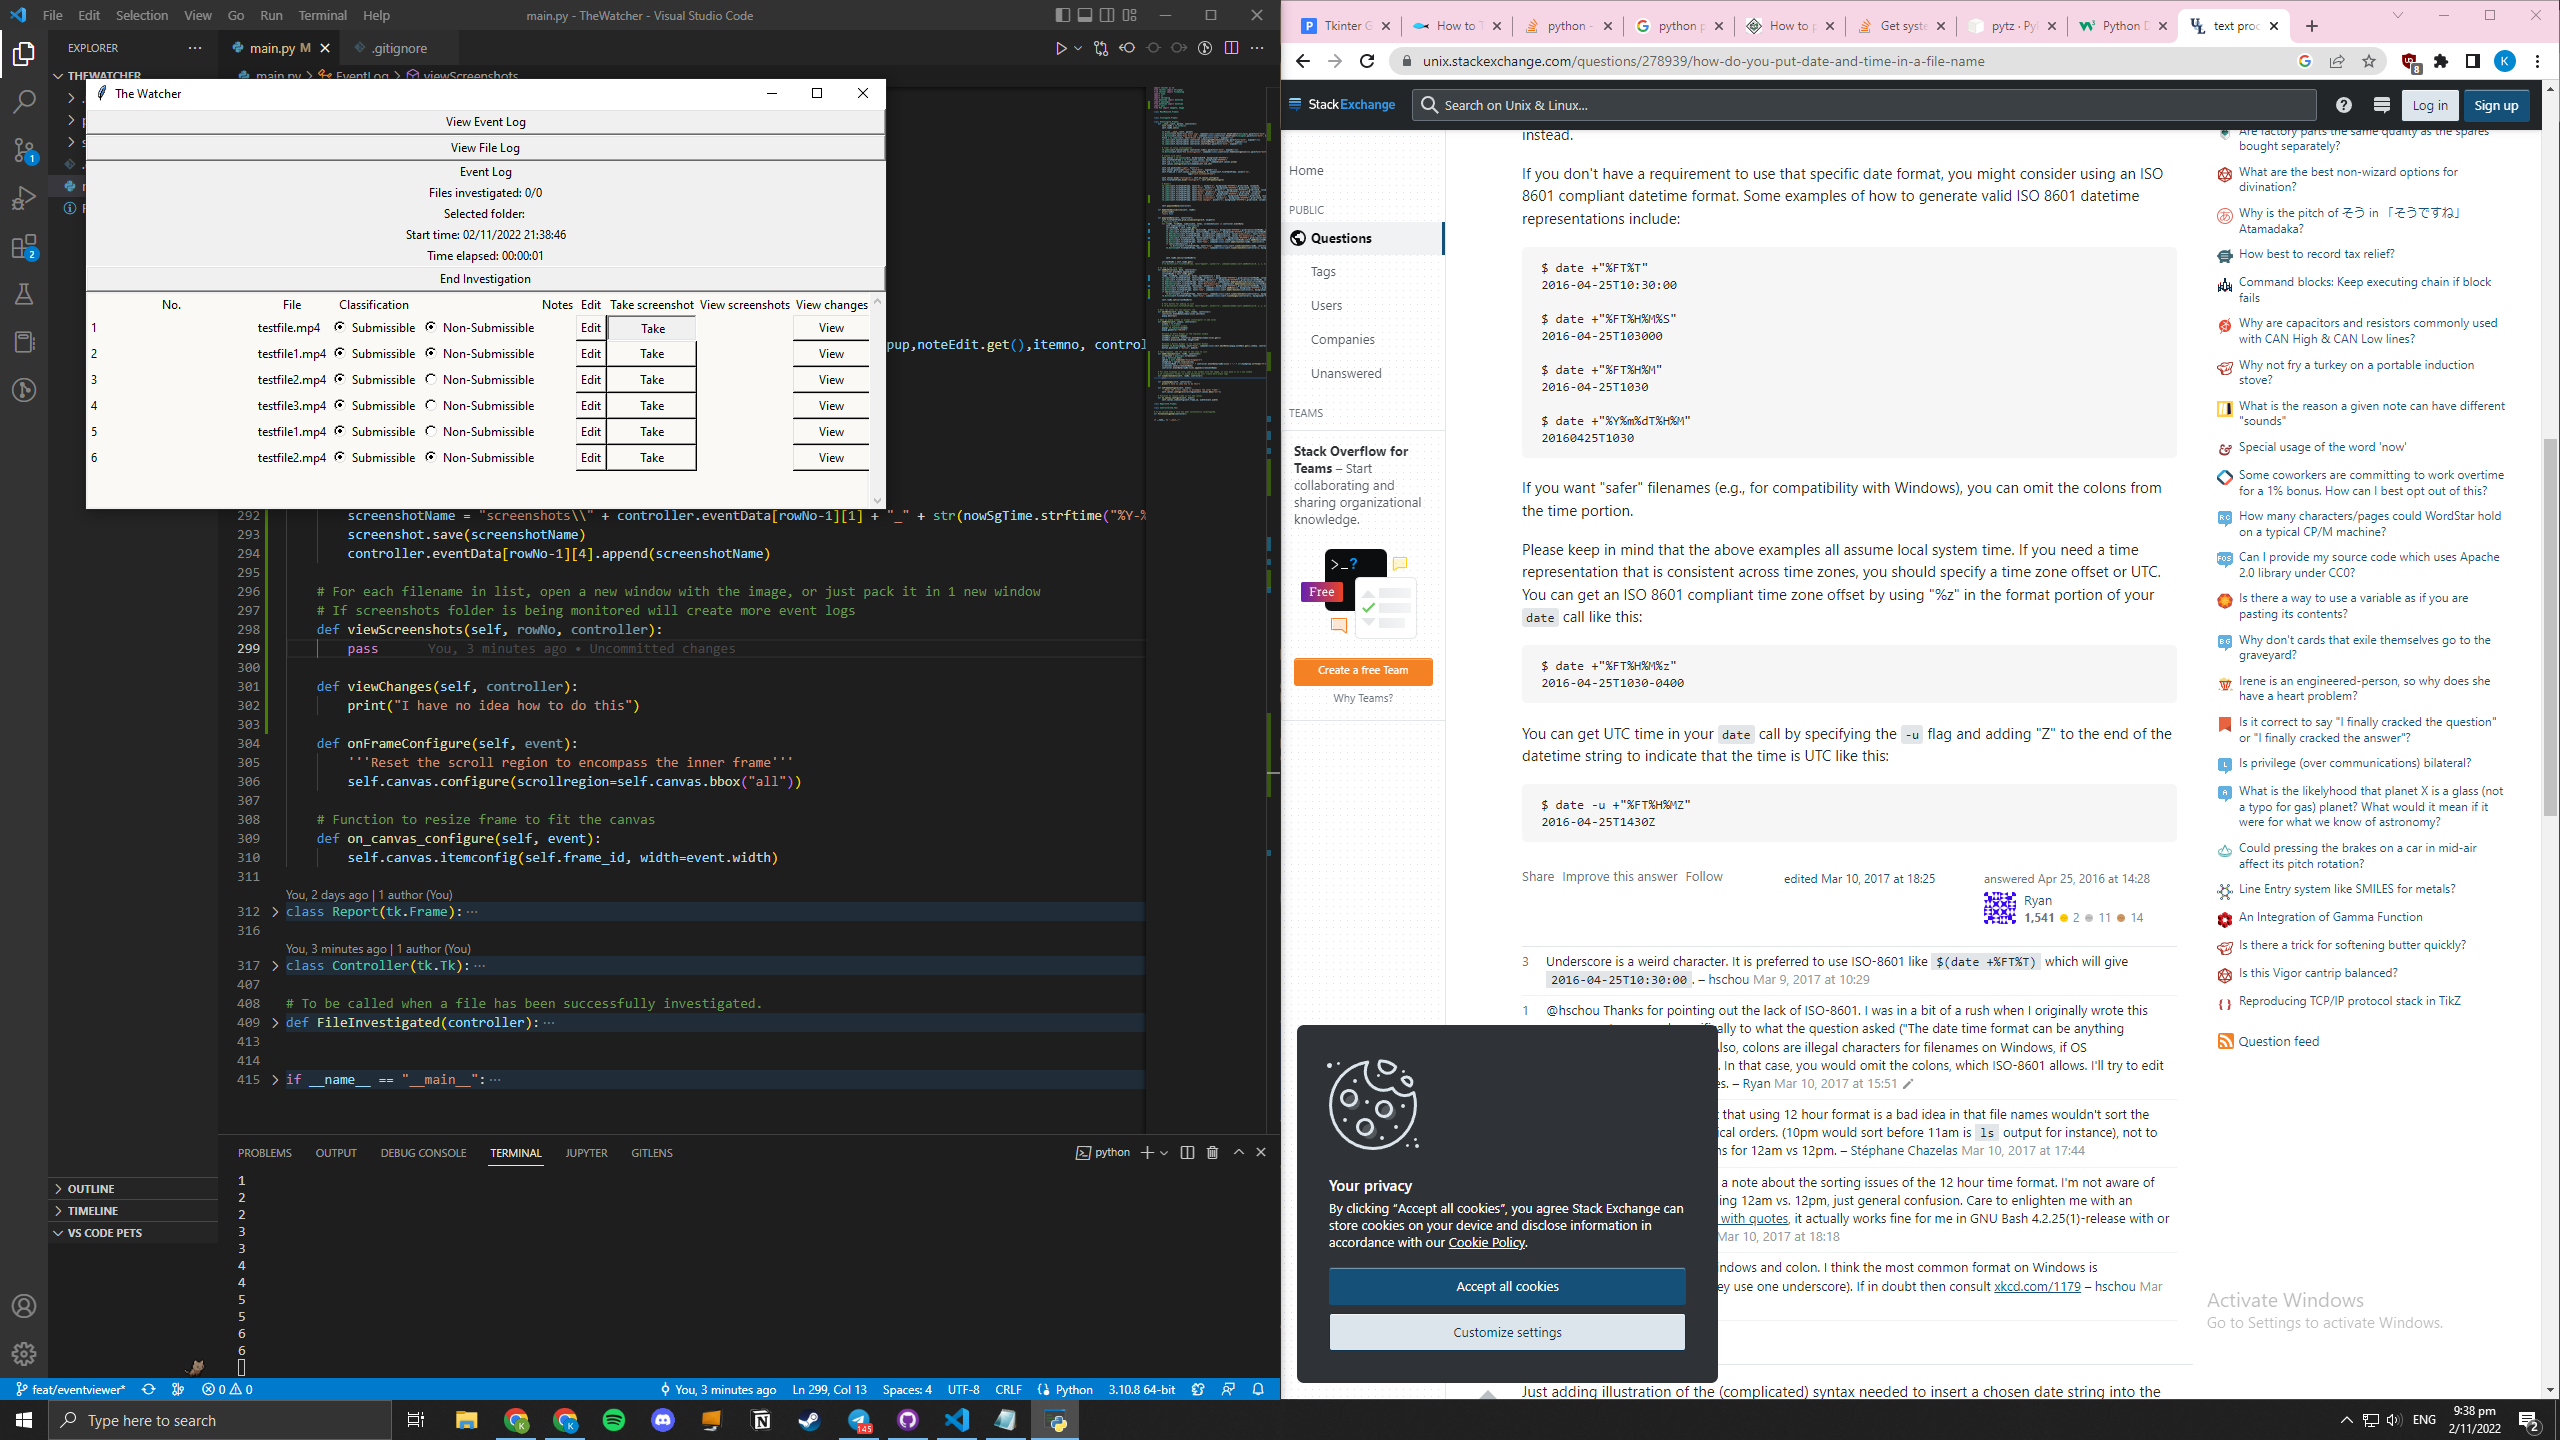 File Edit Selection View Go Run Terminal Help
main.py - TheWatcher - Visual Studio Code
EXPLORER
main.py M
.gitignore
THEWATCHER
main.py > EventLog > viewScreenshots
The Watcher
View Event Log
View File Log
Event Log
Files investigated: 0/0
Selected folder:
Start time: 02/11/2022 21:38:46
Time elapsed: 00:00:01
End Investigation
No. File Classification Notes Edit Take screenshot View screenshots View changes
1 testfile.mp4 Submissible Non-Submissible Edit Take View
2 testfile1.mp4 Submissible Non-Submissible Edit Take View
3 testfile2.mp4 Submissible Non-Submissible Edit Take View
4 testfile3.mp4 Submissible Non-Submissible Edit Take View
5 testfile1.mp4 Submissible Non-Submissible Edit Take View
6 testfile2.mp4 Submissible Non-Submissible Edit Take View
pup,noteEdit.get(),itemno, control
292 screenshotName = "screenshots\\" + controller.eventData[rowNo-1][1] + "_" + str(nowSgTime.strftime("%Y-%
293 screenshot.save(screenshotName)
294 controller.eventData[rowNo-1][4].append(screenshotName)
295
296 # For each filename in list, open a new window with the image, or just pack it in 1 new window
297 # If screenshots folder is being monitored will create more event logs
298 def viewScreenshots(self, rowNo, controller):
299 pass You, 3 minutes ago • Uncommitted changes
300
301 def viewChanges(self, controller):
302 print("I have no idea how to do this")
303
304 def onFrameConfigure(self, event):
305 '''Reset the scroll region to encompass the inner frame'''
306 self.canvas.configure(scrollregion=self.canvas.bbox("all"))
307
308 # Function to resize frame to fit the canvas
309 def on_canvas_configure(self, event):
310 self.canvas.itemconfig(self.frame_id, width=event.width)
311
You, 2 days ago | 1 author (You)
312 class Report(tk.Frame):···
316
You, 3 minutes ago | 1 author (You)
317 class Controller(tk.Tk):···
407
408 # To be called when a file has been successfully investigated.
409 def FileInvestigated(controller):···
413
414
415 if __name__ == "__main__":···
PROBLEMS OUTPUT DEBUG CONSOLE TERMINAL JUPYTER GITLENS
python
1
2
2
3
3
4
4
5
5
6
6
OUTLINE
TIMELINE
VS CODE PETS
feat/eventviewer* 0 0 You, 3 minutes ago Ln 299, Col 13 Spaces: 4 UTF-8 CRLF Python 3.10.8 64-bit
Tkinter G How to T python - python p How to p Get syste pytz · Py Python D text proc
unix.stackexchange.com/questions/278939/how-do-you-put-date-and-time-in-a-file-name
8
K
StackExchange
Search on Unix & Linux...
Log in
Sign up
Home
PUBLIC
Questions
Tags
Users
Companies
Unanswered
TEAMS
Stack Overflow for
Teams – Start
collaborating and
sharing organizational
knowledge.
>_?
Free
Create a free Team
Why Teams?
instead.
If you don't have a requirement to use that specific date format, you might consider using an ISO
8601 compliant datetime format. Some examples of how to generate valid ISO 8601 datetime
representations include:
$ date +"%FT%T"
2016-04-25T10:30:00
$ date +"%FT%H%M%S"
2016-04-25T103000
$ date +"%FT%H%M"
2016-04-25T1030
$ date +"%Y%m%dT%H%M"
20160425T1030
If you want "safer" filenames (e.g., for compatibility with Windows), you can omit the colons from
the time portion.
Please keep in mind that the above examples all assume local system time. If you need a time
representation that is consistent across time zones, you should specify a time zone offset or UTC.
You can get an ISO 8601 compliant time zone offset by using "%z" in the format portion of your
date call like this:
$ date +"%FT%H%M%z"
2016-04-25T1030-0400
You can get UTC time in your date call by specifying the -u flag and adding "Z" to the end of the
datetime string to indicate that the time is UTC like this:
$ date -u +"%FT%H%MZ"
2016-04-25T1430Z
Share Improve this answer Follow
edited Mar 10, 2017 at 18:25
answered Apr 25, 2016 at 14:28
Ryan
1,541 2 11 14
3 Underscore is a weird character. It is preferred to use ISO-8601 like $(date +%FT%T) which will give
2016-04-25T10:30:00 . – hschou Mar 9, 2017 at 10:29
1 @hschou Thanks for pointing out the lack of ISO-8601. I was in a bit of a rush when I originally wrote this
ifically to what the question asked ("The date time format can be anything
Also, colons are illegal characters for filenames on Windows, if OS
. In that case, you would omit the colons, which ISO-8601 allows. I'll try to edit
es. – Ryan Mar 10, 2017 at 15:51
that using 12 hour format is a bad idea in that file names wouldn't sort the
ical orders. (10pm would sort before 11am is ls output for instance), not to
ns for 12am vs 12pm. – Stéphane Chazelas Mar 10, 2017 at 17:44
a note about the sorting issues of the 12 hour time format. I'm not aware of
ing 12am vs. 12pm, just general confusion. Care to enlighten me with an
with quotes, it actually works fine for me in GNU Bash 4.2.25(1)-release with or
Mar 10, 2017 at 18:18
indows and colon. I think the most common format on Windows is
ey use one underscore). If in doubt then consult xkcd.com/1179 – hschou Mar
Just adding illustration of the (complicated) syntax needed to insert a chosen date string into the
Your privacy
By clicking “Accept all cookies”, you agree Stack Exchange can
store cookies on your device and disclose information in
accordance with our Cookie Policy.
Accept all cookies
Customize settings
Are factory parts the same quality as the spares
bought separately?
What are the best non-wizard options for
divination?
Why is the pitch of そう in 「そうですね」
Atamadaka?
How best to record tax relief?
Command blocks: Keep executing chain if block
fails
Why are capacitors and resistors commonly used
with CAN High & CAN Low lines?
Why not fry a turkey on a portable induction
stove?
What is the reason a given note can have different
"sounds"
Special usage of the word 'now'
Some coworkers are committing to work overtime
for a 1% bonus. How can I best opt out of this?
How many characters/pages could WordStar hold
on a typical CP/M machine?
Can I provide my source code which uses Apache
2.0 library under CC0?
Is there a way to use a variable as if you are
pasting its contents?
Why don't cards that exile themselves go to the
graveyard?
Irene is an engineered-person, so why does she
have a heart problem?
Is it correct to say "I finally cracked the question"
or "I finally cracked the answer"?
Is privilege (over communications) bilateral?
What is the likelyhood that planet X is a glass (not
a typo for gas) planet? What would it mean if it
were for what we know of astronomy?
Could pressing the brakes on a car in mid-air
affect its pitch rotation?
Line Entry system like SMILES for metals?
An Integration of Gamma Function
Is there a trick for softening butter quickly?
Is this Vigor cantrip balanced?
Reproducing TCP/IP protocol stack in TikZ
Question feed
Activate Windows
Go to Settings to activate Windows.
Type here to search
145
ENG
9:38 pm
2/11/2022
2